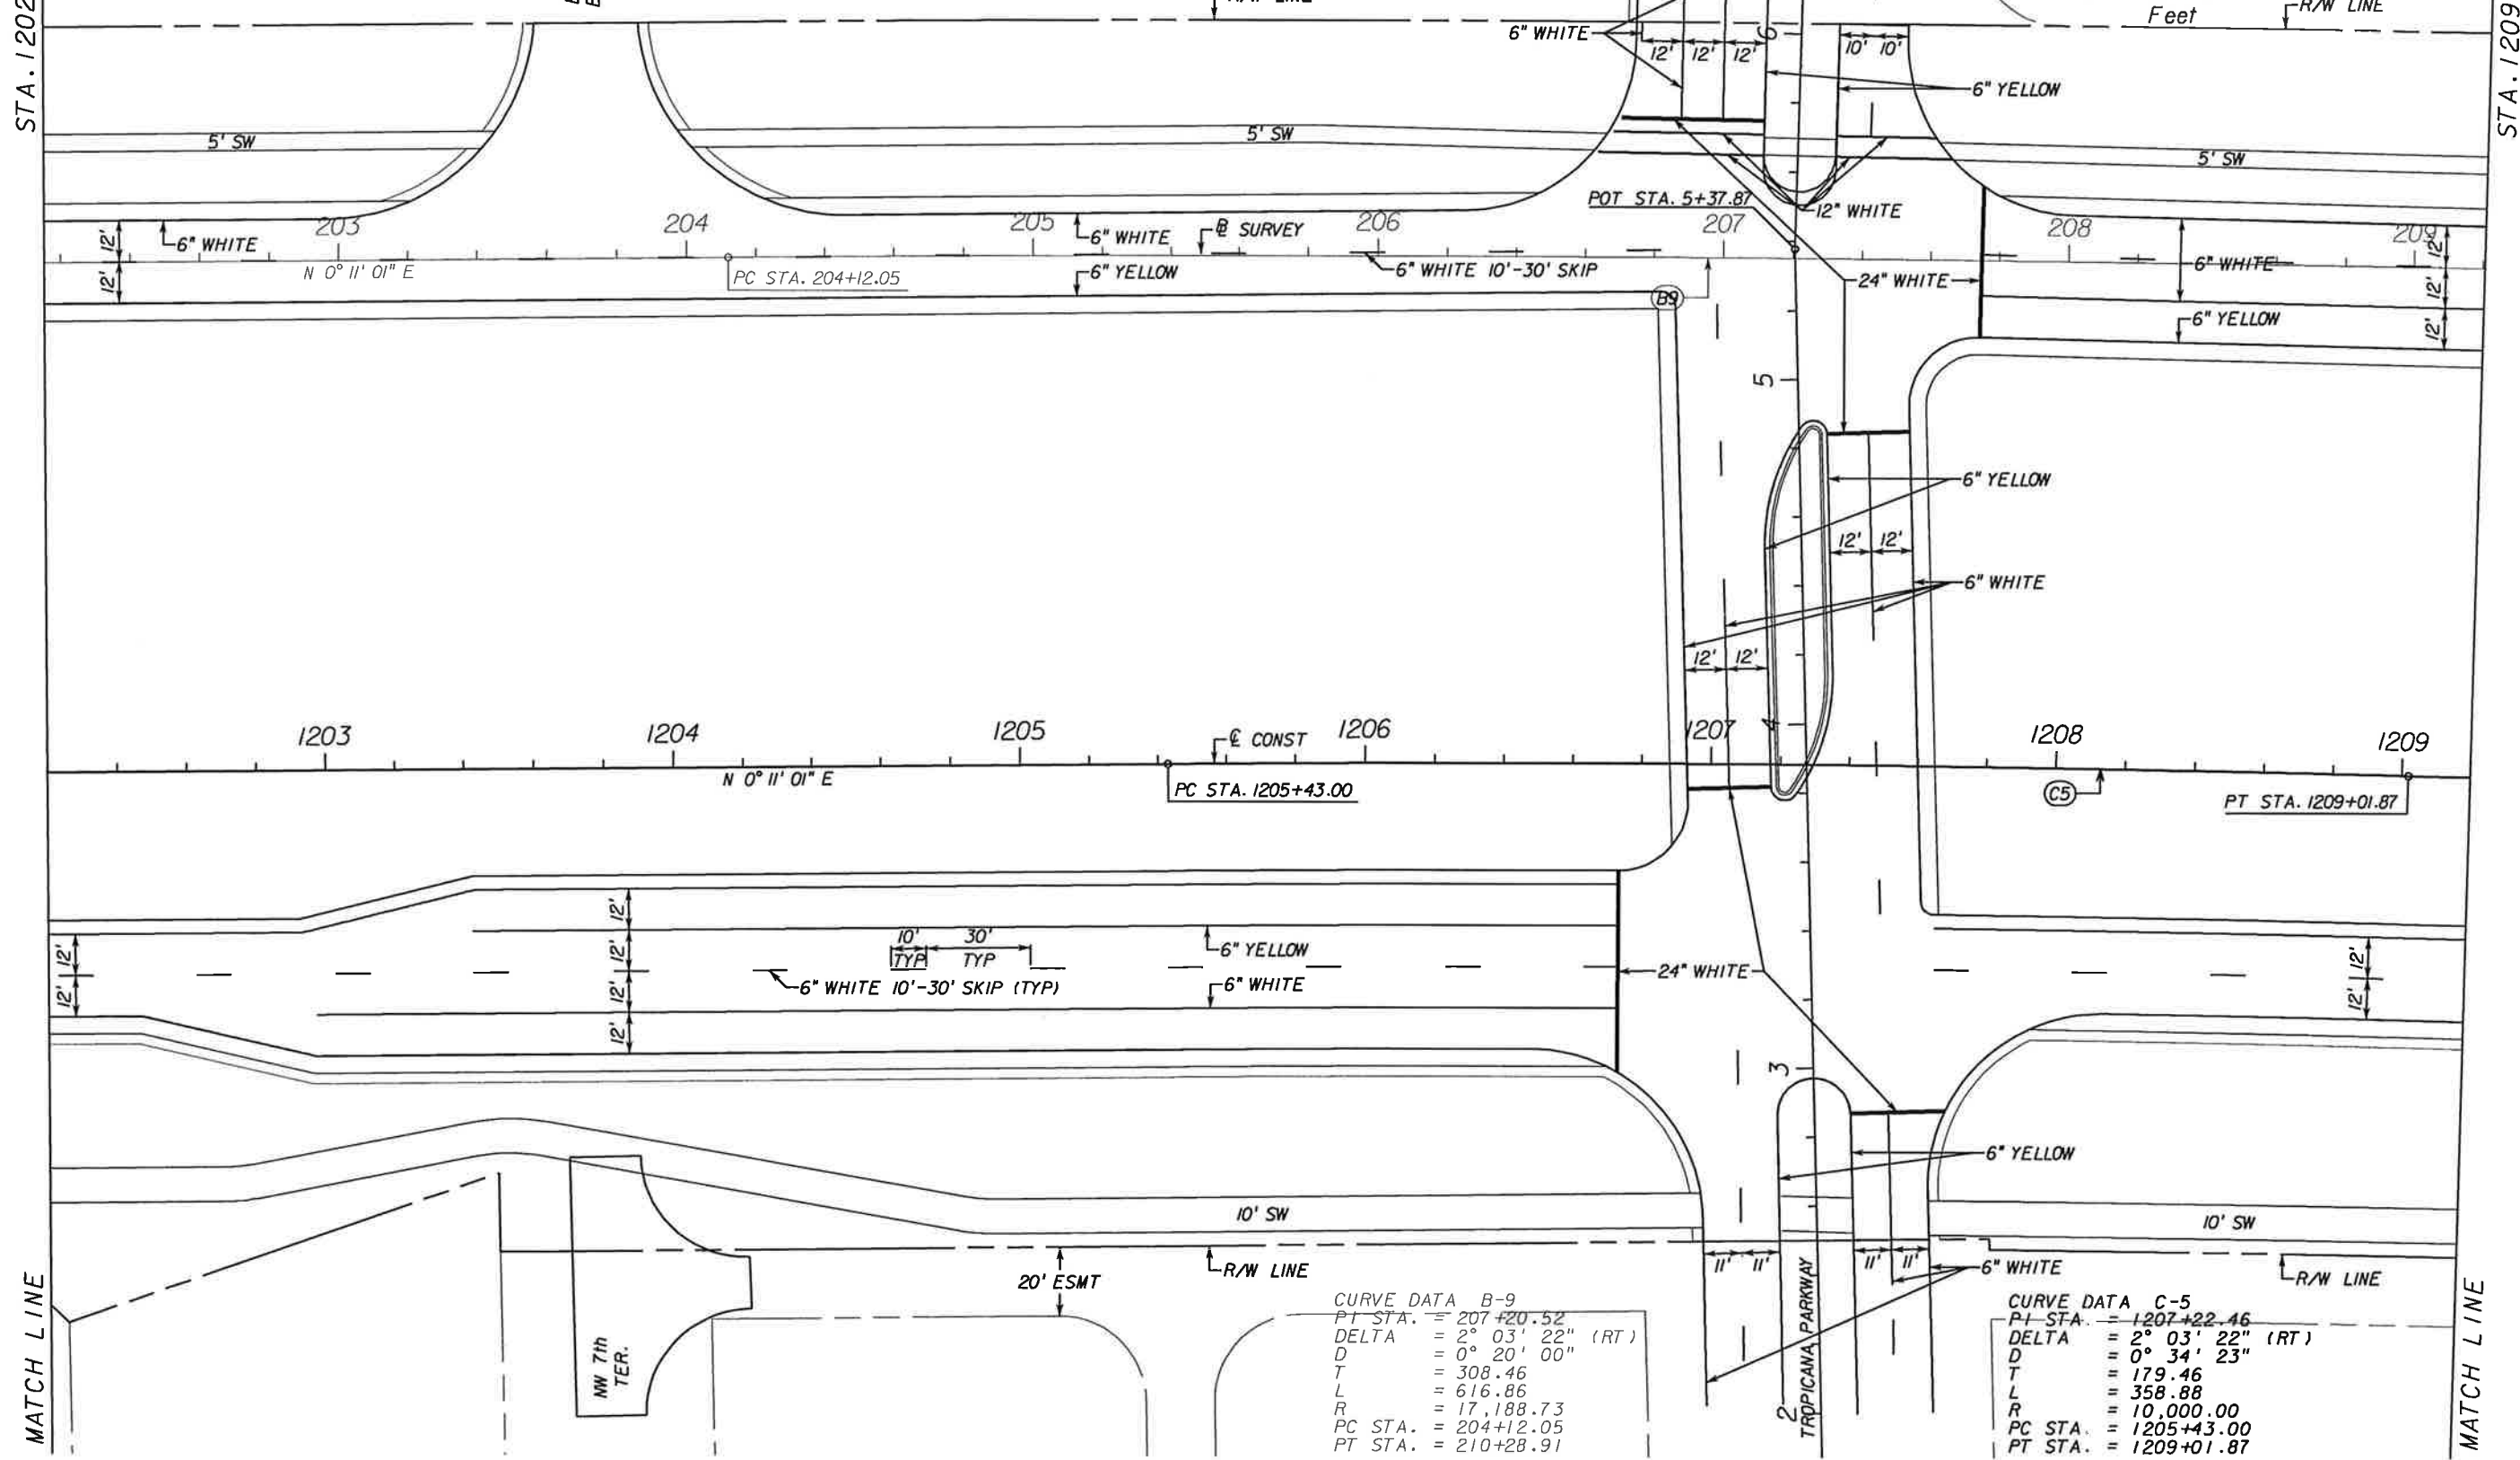 STA. 1202
R/W LINE
6" WHITE
12' 12' 12'
6
10' 10'
Feet
R/W LINE
STA. 1209
6" YELLOW
5' SW
5' SW
5' SW
POT STA. 5+37.87
12" WHITE
203
204
205
206
207
208
209
12'
6" WHITE
6" WHITE
B SURVEY
12'
N 0° 11' 01" E
PC STA. 204+12.05
6" YELLOW
6" WHITE 10'-30' SKIP
B9
24" WHITE
6" WHITE
12'
12'
12'
6" YELLOW
5
6" YELLOW
12' 12'
6" WHITE
12' 12'
1203
1204
1205
1206
1207
4
1208
1209
℄ CONST
N 0° 11' 01" E
PC STA. 1205+43.00
C5
PT STA. 1209+01.87
12'
12'
12'
12'
12'
12'
10'
TYP
30'
TYP
6" YELLOW
6" WHITE 10'-30' SKIP (TYP)
6" WHITE
24" WHITE
12'
12'
3
6" YELLOW
10' SW
10' SW
20' ESMT
R/W LINE
11' 11'
11' 11'
6" WHITE
R/W LINE
MATCH LINE
NW 7th
TER.
2
TROPICANA PARKWAY
MATCH LINE
CURVE DATA B-9
PI STA. = 207+20.52
DELTA = 2° 03' 22" (RT)
D = 0° 20' 00"
T = 308.46
L = 616.86
R = 17,188.73
PC STA. = 204+12.05
PT STA. = 210+28.91
CURVE DATA C-5
PI STA. = 1207+22.46
DELTA = 2° 03' 22" (RT)
D = 0° 34' 23"
T = 179.46
L = 358.88
R = 10,000.00
PC STA. = 1205+43.00
PT STA. = 1209+01.87